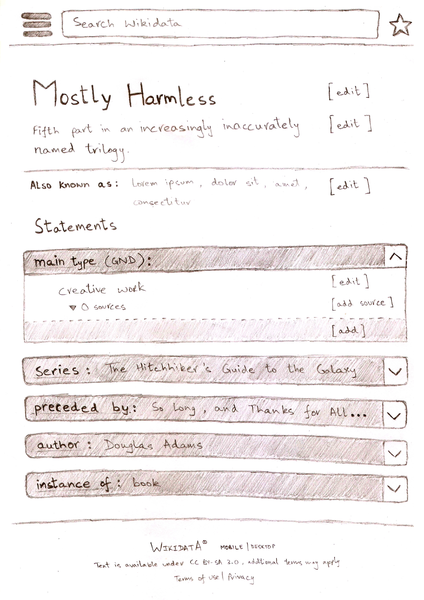 Search Wikidata
Mostly Harmless [edit]
Fifth part in an increasingly inaccurately [edit]
named trilogy.
Also known as: lorem ipsum, dolor sit, amet, [edit]
consectitur
Statements
main type (GND):
creative work [edit]
0 sources [add source]
[add]
series: The Hitchhiker's Guide to the Galaxy
preceded by: So Long, and Thanks for All...
author: Douglas Adams
instance of: book
WIKIDATA® MOBILE | DESKTOP
Text is available under CC BY-SA 3.0, additional terms may apply
Terms of Use | Privacy